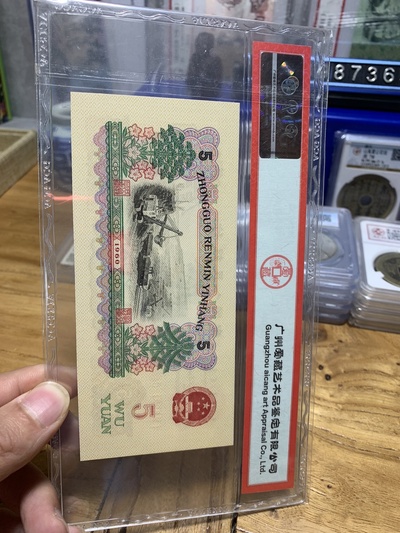 8736
ZHONGGUO RENMIN YINHANG
5
5
1960
5
WU
YUAN
广州爱藏艺术品鉴定有限公司
Guangzhou aicang art Appraisal Co., Ltd.